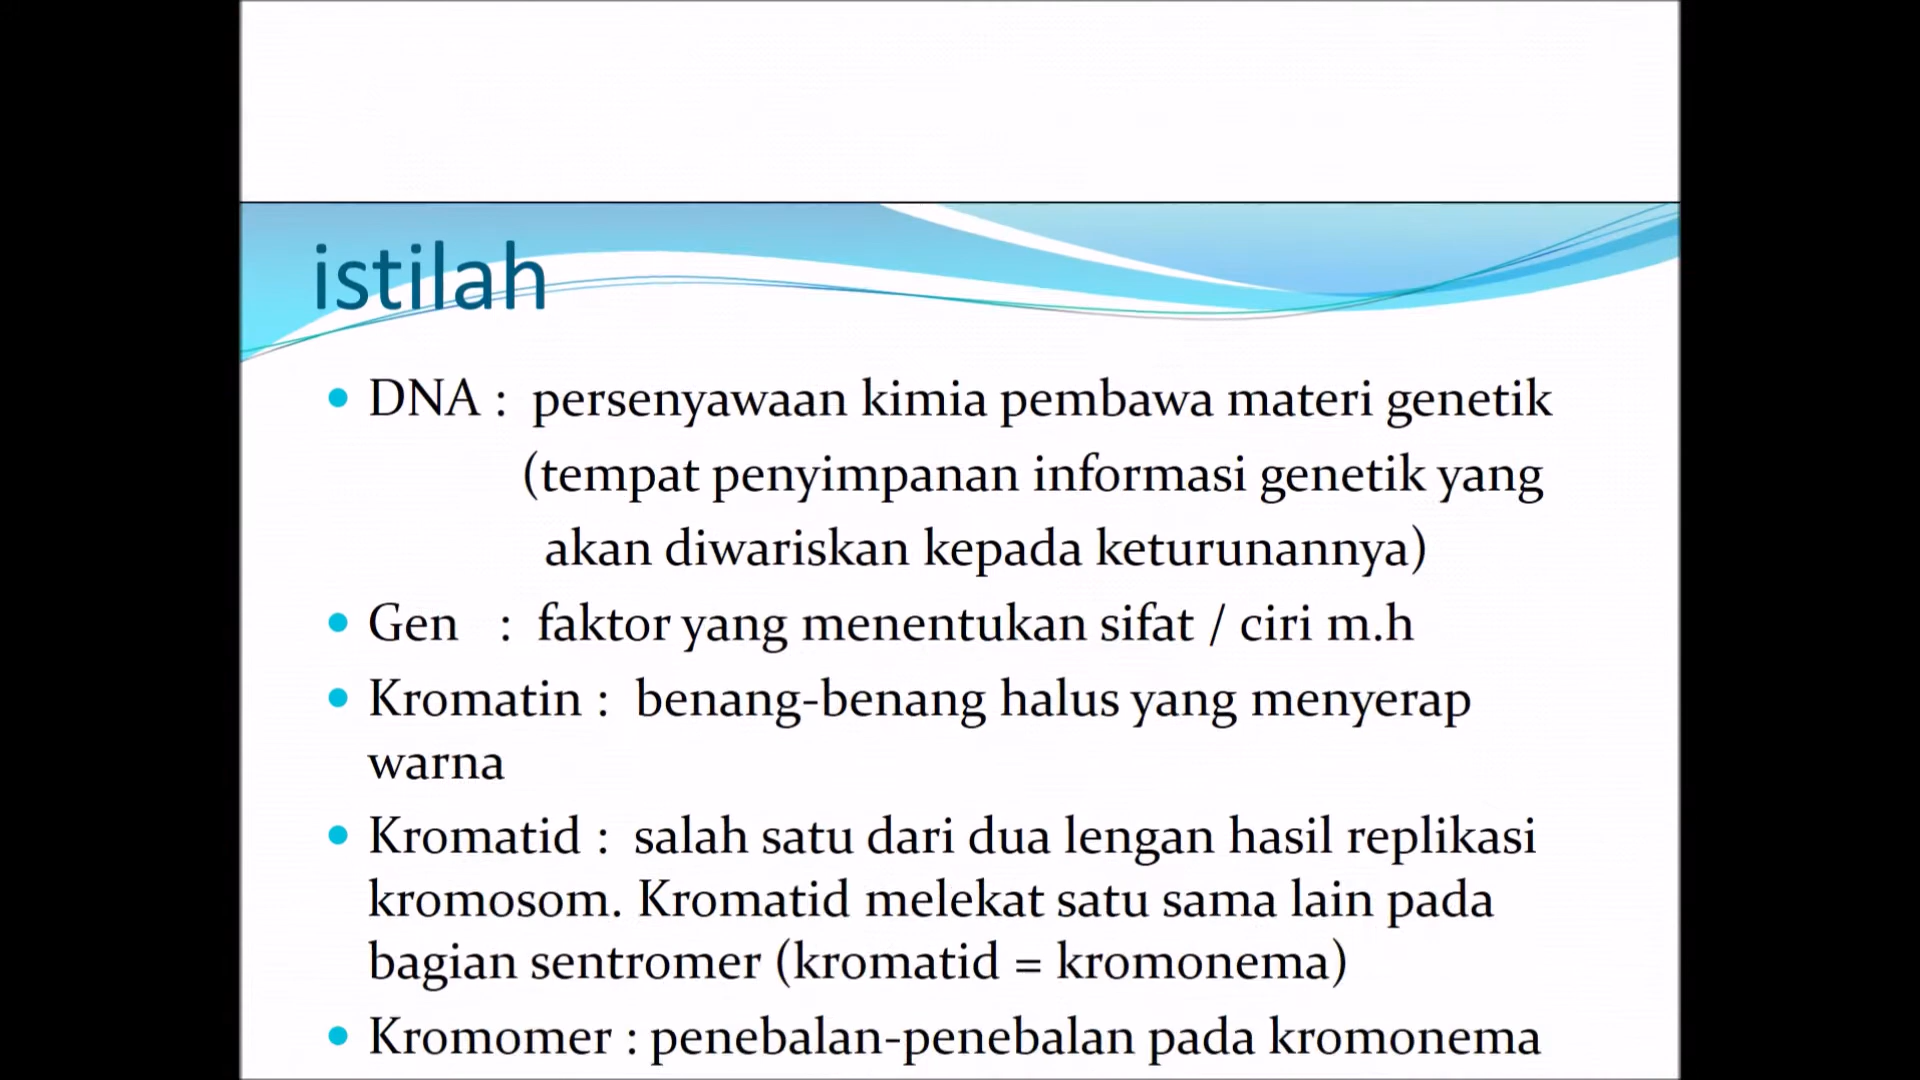 istilah
DNA : persenyawaan kimia pembawa materi genetik
(tempat penyimpanan informasi genetik yang
akan diwariskan kepada keturunannya)
Gen : faktor yang menentukan sifat / ciri m.h
Kromatin : benang-benang halus yang menyerap
warna
Kromatid : salah satu dari dua lengan hasil replikasi
kromosom. Kromatid melekat satu sama lain pada
bagian sentromer (kromatid = kromonema)
Kromomer : penebalan-penebalan pada kromonema